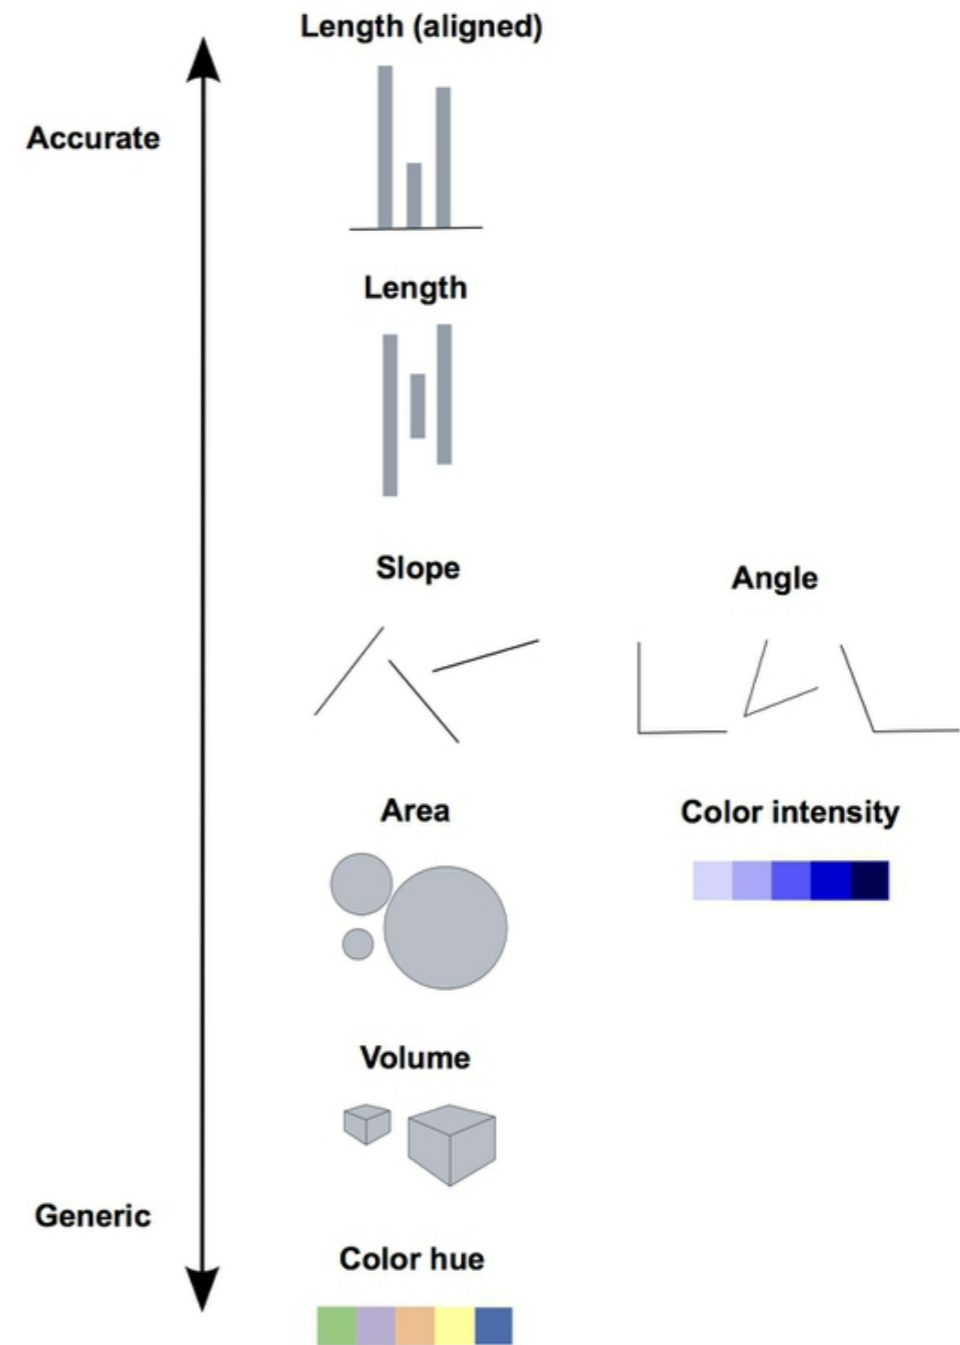 Length (aligned)
Accurate
Length
Slope
Angle
Area
Color intensity
Volume
Generic
Color hue